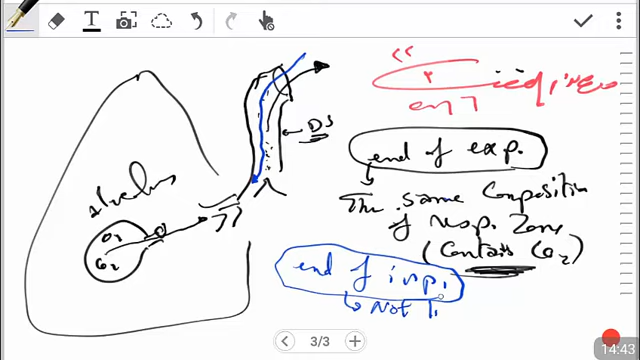 DS
end of exp.
The same composition
of resp. Zone
(Contains Co2)
alveolus
O2
Co2
end of insp.
Not
3/3
14:43